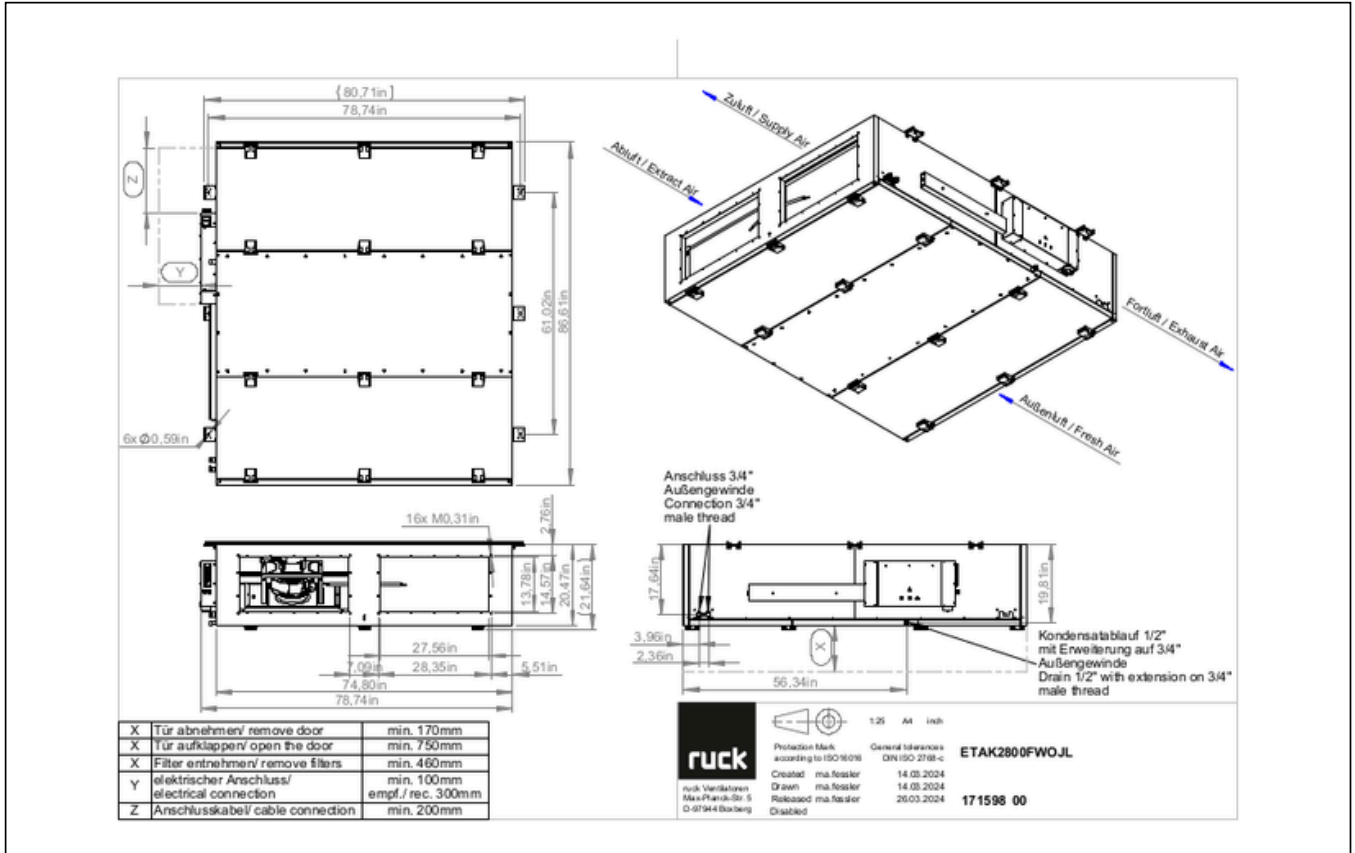 {80,71in}
78,74in
Z
Y
61,02in
86,61in
6x Ø0,59in
Zuluft / Supply Air
Abluft / Extract Air
Fortluft / Exhaust Air
Außenluft / Fresh Air
16x M0,31in
2,76in
13,78in
14,57in
20,47in
{21,64in}
27,56in
7,09in
28,35in
5,51in
74,80in
78,74in
Anschluss 3/4"
Außengewinde
Connection 3/4"
male thread
17,64in
19,81in
3,96in
2,36in
X
56,34in
Kondensatablauf 1/2"
mit Erweiterung auf 3/4"
Außengewinde
Drain 1/2" with extension on 3/4"
male thread
X Tür abnehmen/ remove door min. 170mm
X Tür aufklappen/ open the door min. 750mm
X Filter entnehmen/ remove filters min. 460mm
Y elektrischer Anschluss/ min. 100mm
electrical connection empf./ rec. 300mm
Z Anschlusskabel/ cable connection min. 200mm
ruck
ruck Ventilatoren
Max-Planck-Str. 5
D-97944 Boxberg
1:25 A4 inch
Protection Mark General tolerances
according to ISO16016 DIN ISO 2768-c
ETAK2800FWOJL
Created ma.fessler 14.03.2024
Drawn ma.fessler 14.03.2024
Released ma.fessler 26.03.2024
Disabled
171598 00